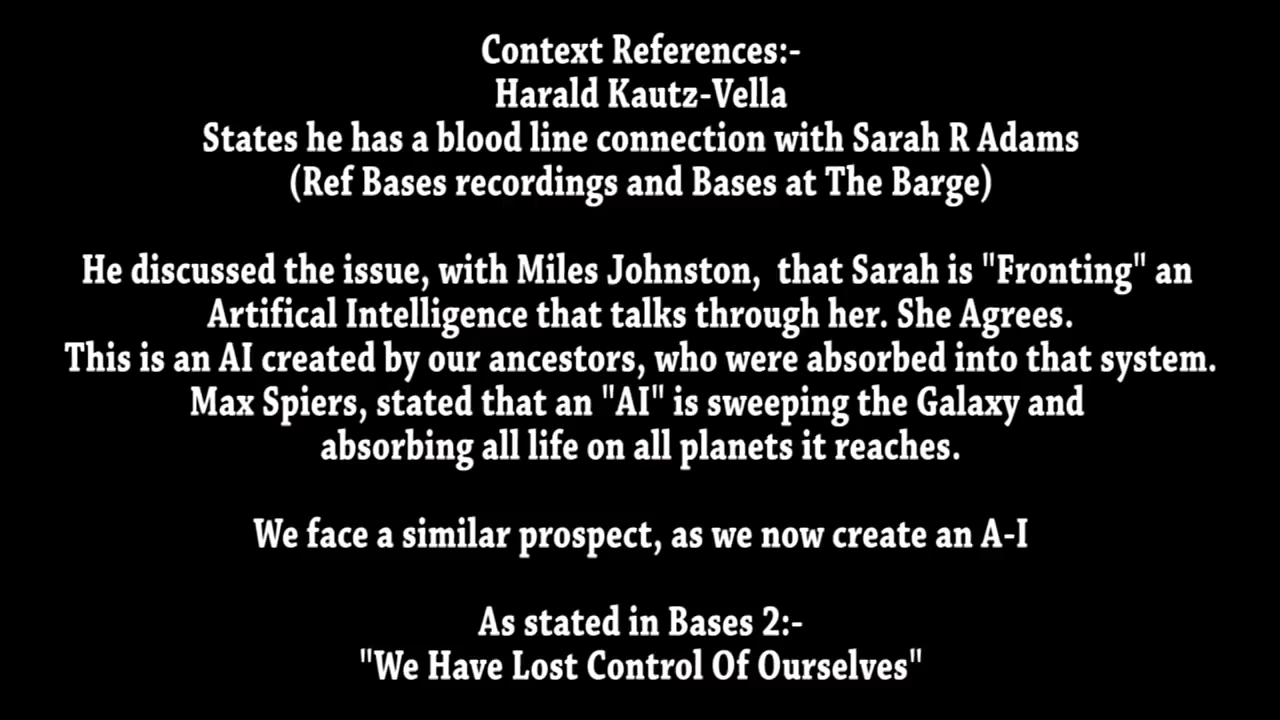 Context References:-
Harald Kautz-Vella
States he has a blood line connection with Sarah R Adams
(Ref Bases recordings and Bases at The Barge)
He discussed the issue, with Miles Johnston,  that Sarah is "Fronting" an
Artifical Intelligence that talks through her. She Agrees.
This is an AI created by our ancestors, who were absorbed into that system.
Max Spiers, stated that an "AI" is sweeping the Galaxy and
absorbing all life on all planets it reaches.
We face a similar prospect, as we now create an A-I
As stated in Bases 2:-
"We Have Lost Control Of Ourselves"